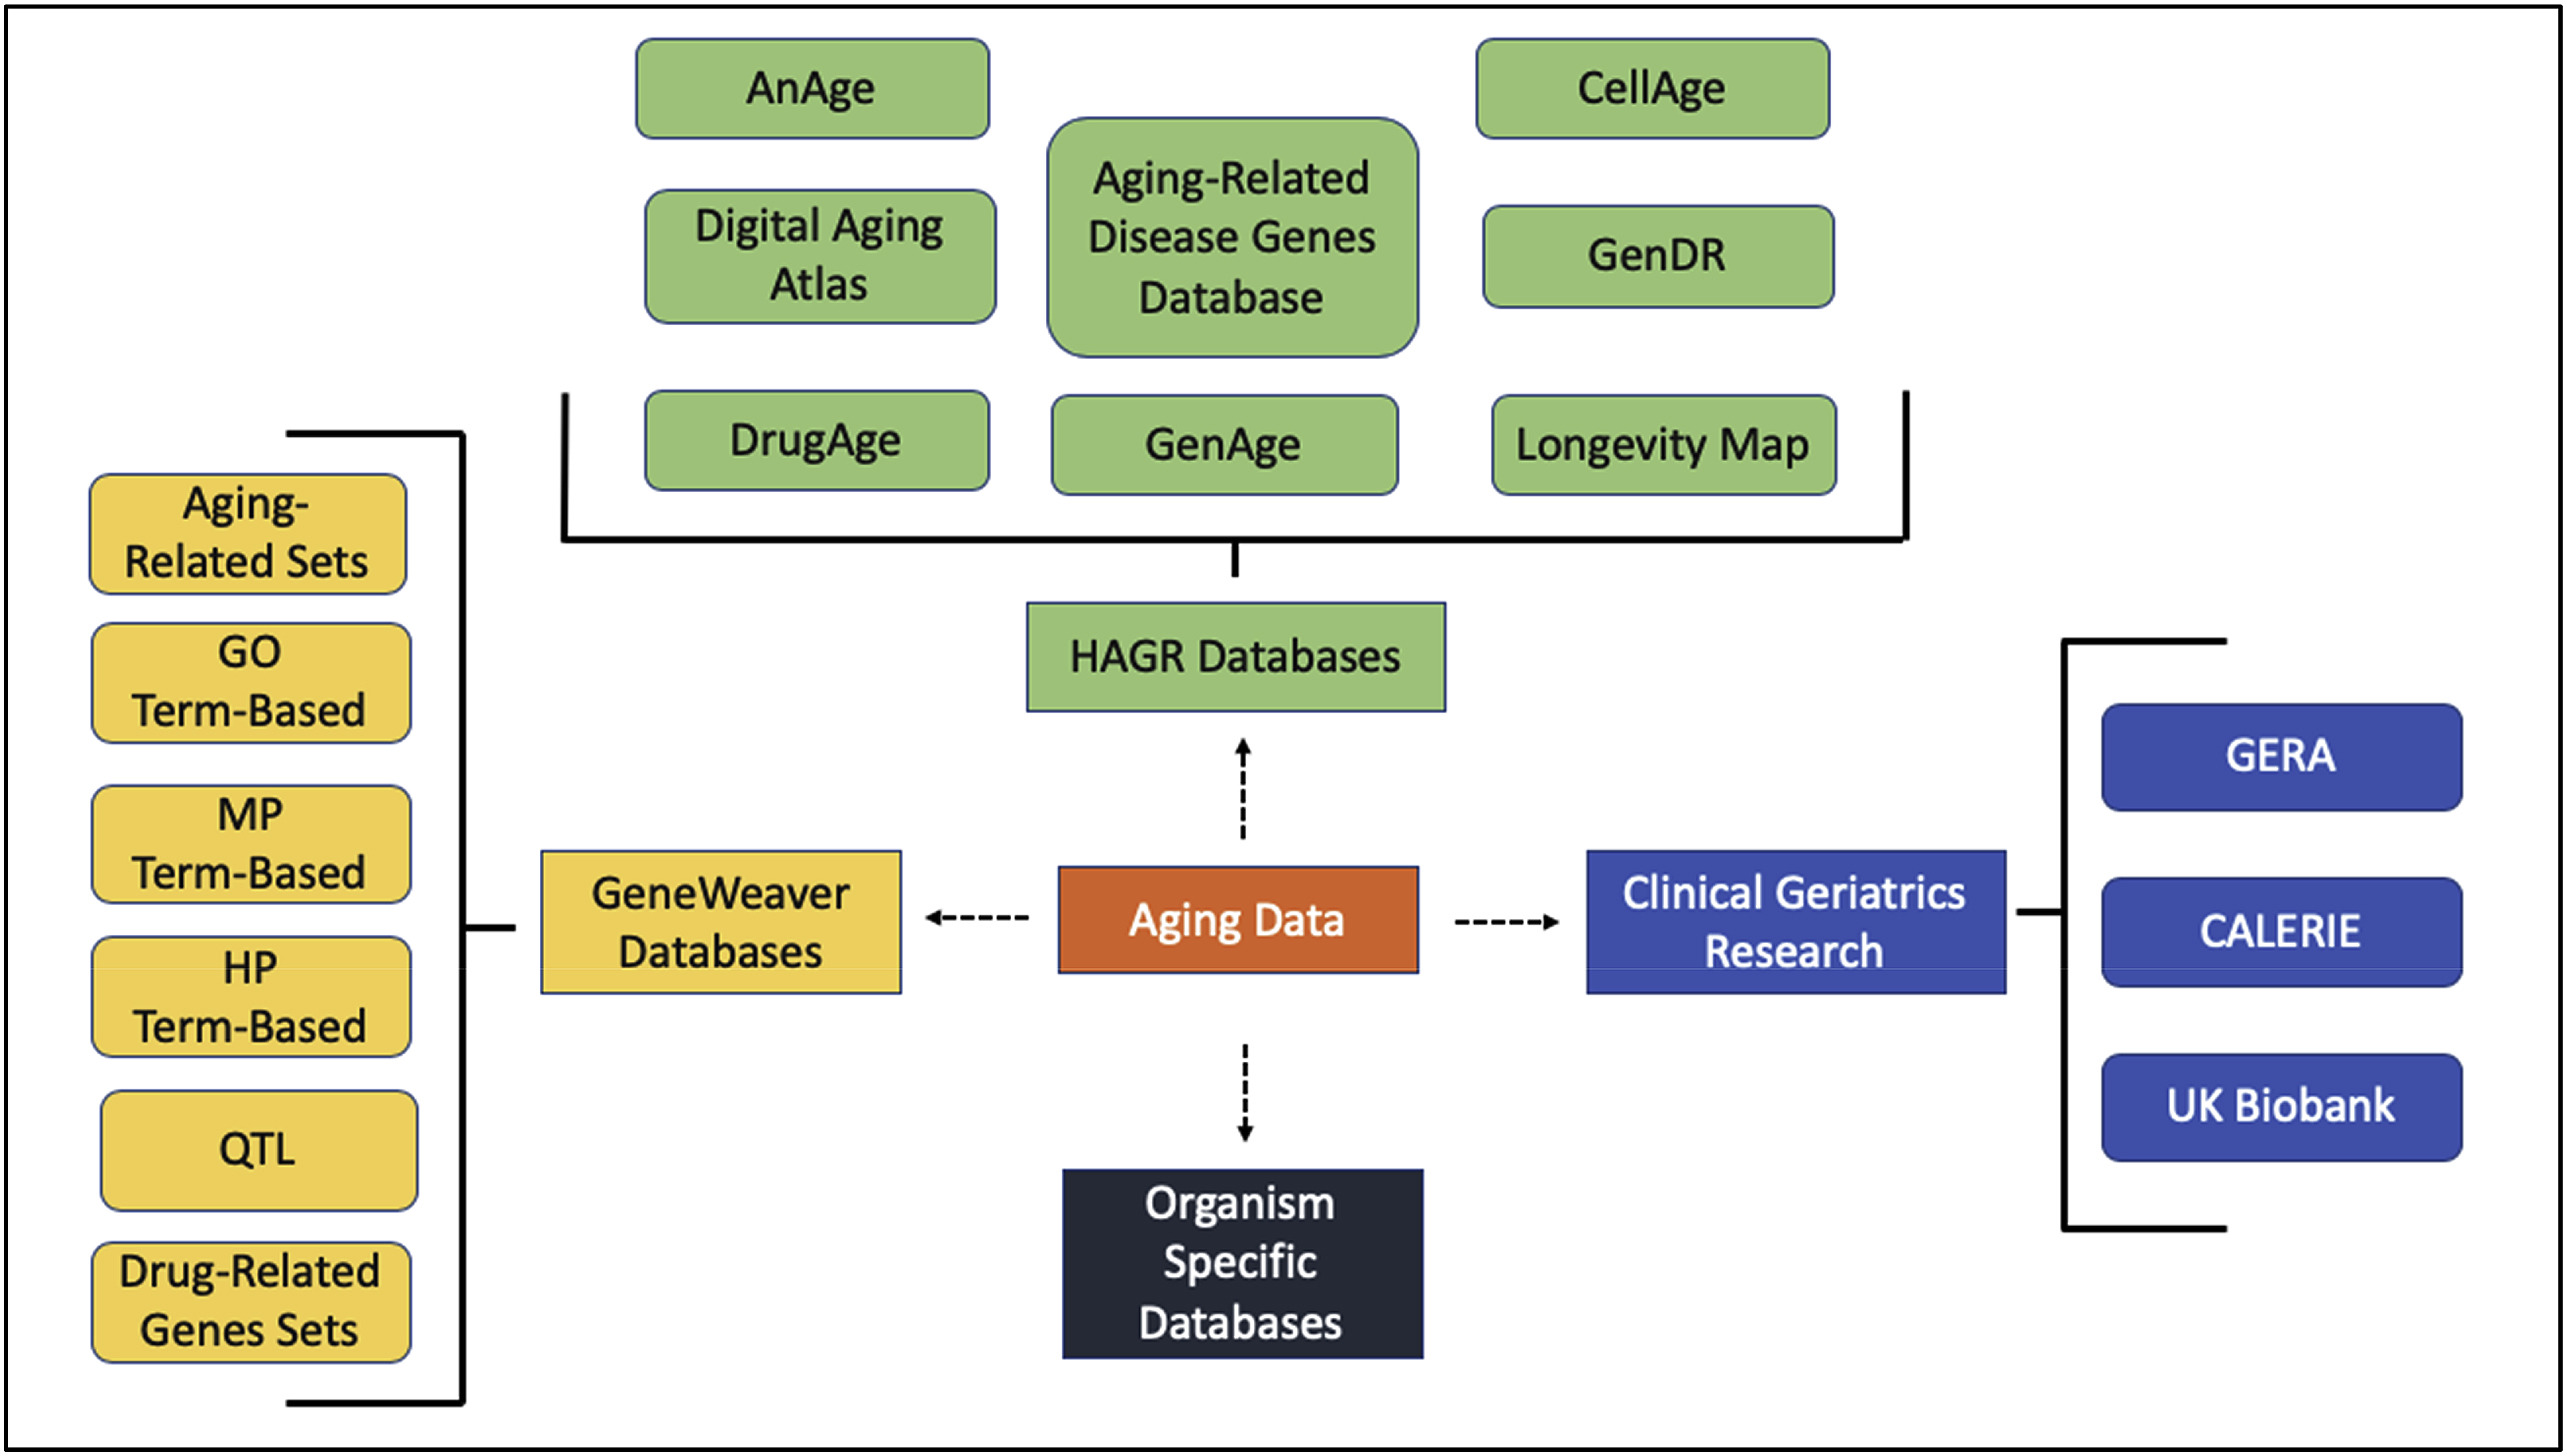 AnAge
CellAge
Aging-Related
Disease Genes
Database
Digital Aging
Atlas
GenDR
DrugAge
GenAge
Longevity Map
HAGR Databases
Aging-
Related Sets
GO
Term-Based
MP
Term-Based
HP
Term-Based
QTL
Drug-Related
Genes Sets
GeneWeaver
Databases
Aging Data
Clinical Geriatrics
Research
GERA
CALERIE
UK Biobank
Organism
Specific
Databases